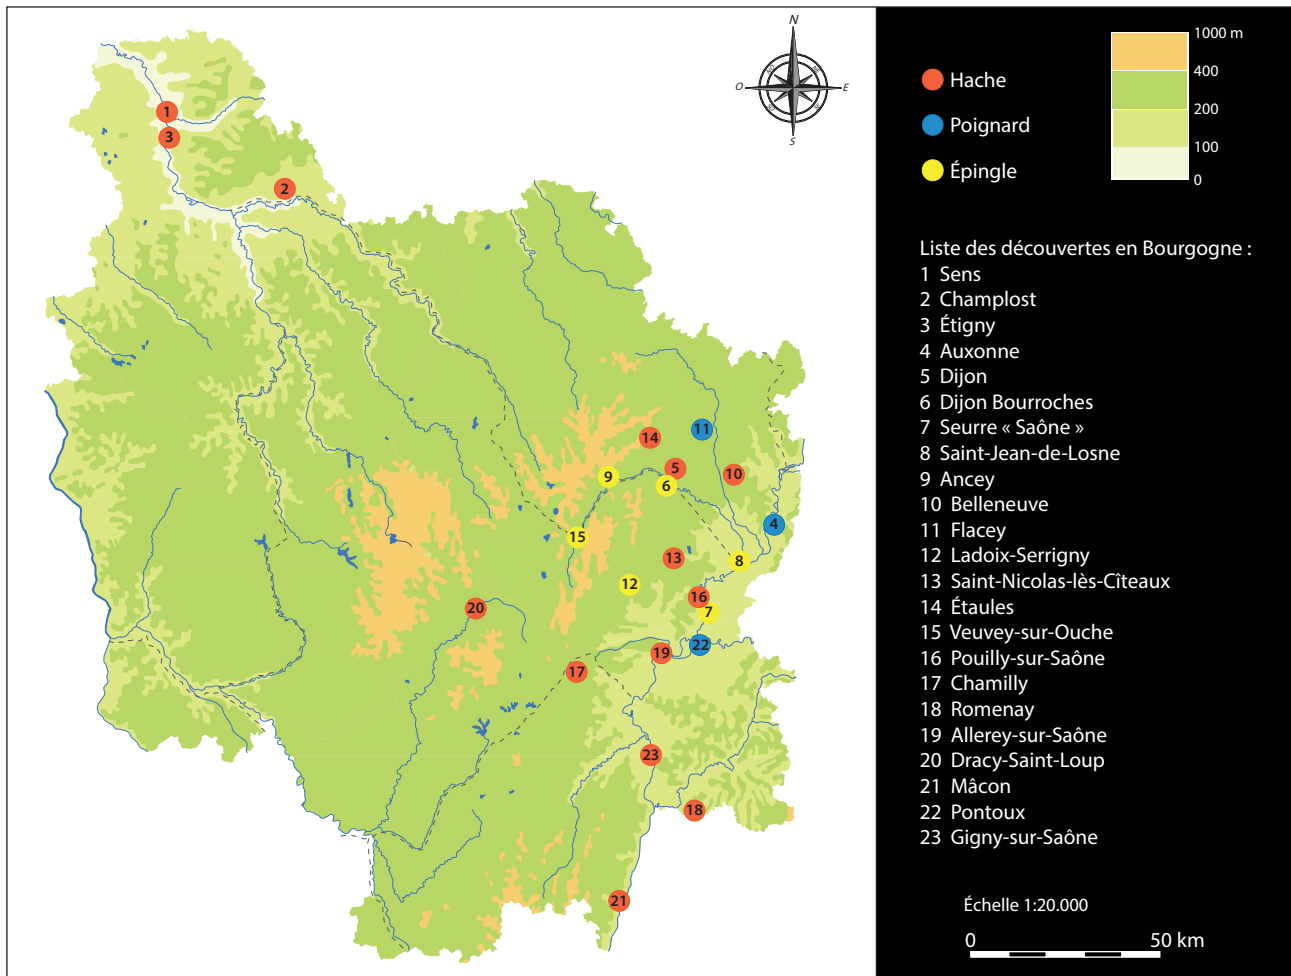 N
O
E
S
1
3
2
14
11
5
10
9
6
4
15
13
8
12
16
20
7
22
19
17
23
18
21
Hache
Poignard
Épingle
1000 m
400
200
100
0
Liste des découvertes en Bourgogne :
1 Sens
2 Champlost
3 Étigny
4 Auxonne
5 Dijon
6 Dijon Bourroches
7 Seurre « Saône »
8 Saint-Jean-de-Losne
9 Ancey
10 Belleneuve
11 Flacey
12 Ladoix-Serrigny
13 Saint-Nicolas-lès-Cîteaux
14 Étaules
15 Veuvey-sur-Ouche
16 Pouilly-sur-Saône
17 Chamilly
18 Romenay
19 Allerey-sur-Saône
20 Dracy-Saint-Loup
21 Mâcon
22 Pontoux
23 Gigny-sur-Saône
Échelle 1:20.000
0 50 km